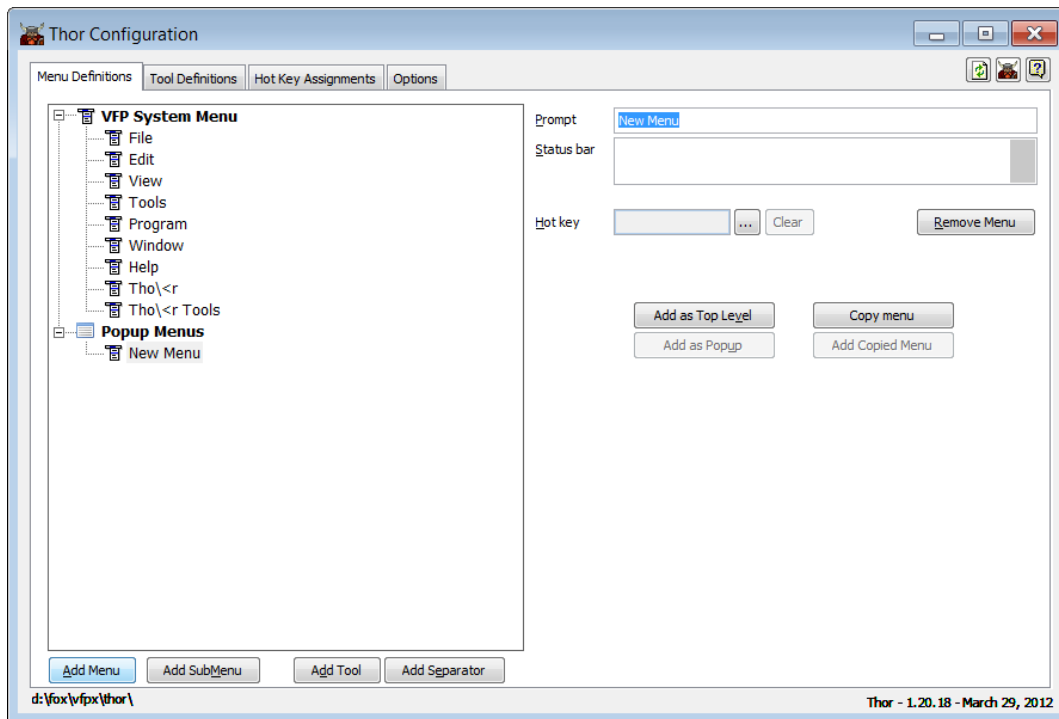 Thor Configuration
Menu Definitions Tool Definitions Hot Key Assignments Options
VFP System Menu
File
Edit
View
Tools
Program
Window
Help
Tho\<r
Tho\<r Tools
Popup Menus
New Menu
Prompt New Menu
Status bar
Hot key ... Clear Remove Menu
Add as Top Level Copy menu
Add as Popup Add Copied Menu
Add Menu Add SubMenu Add Tool Add Separator
d:\fox\vfpx\thor\ Thor - 1.20.18 - March 29, 2012